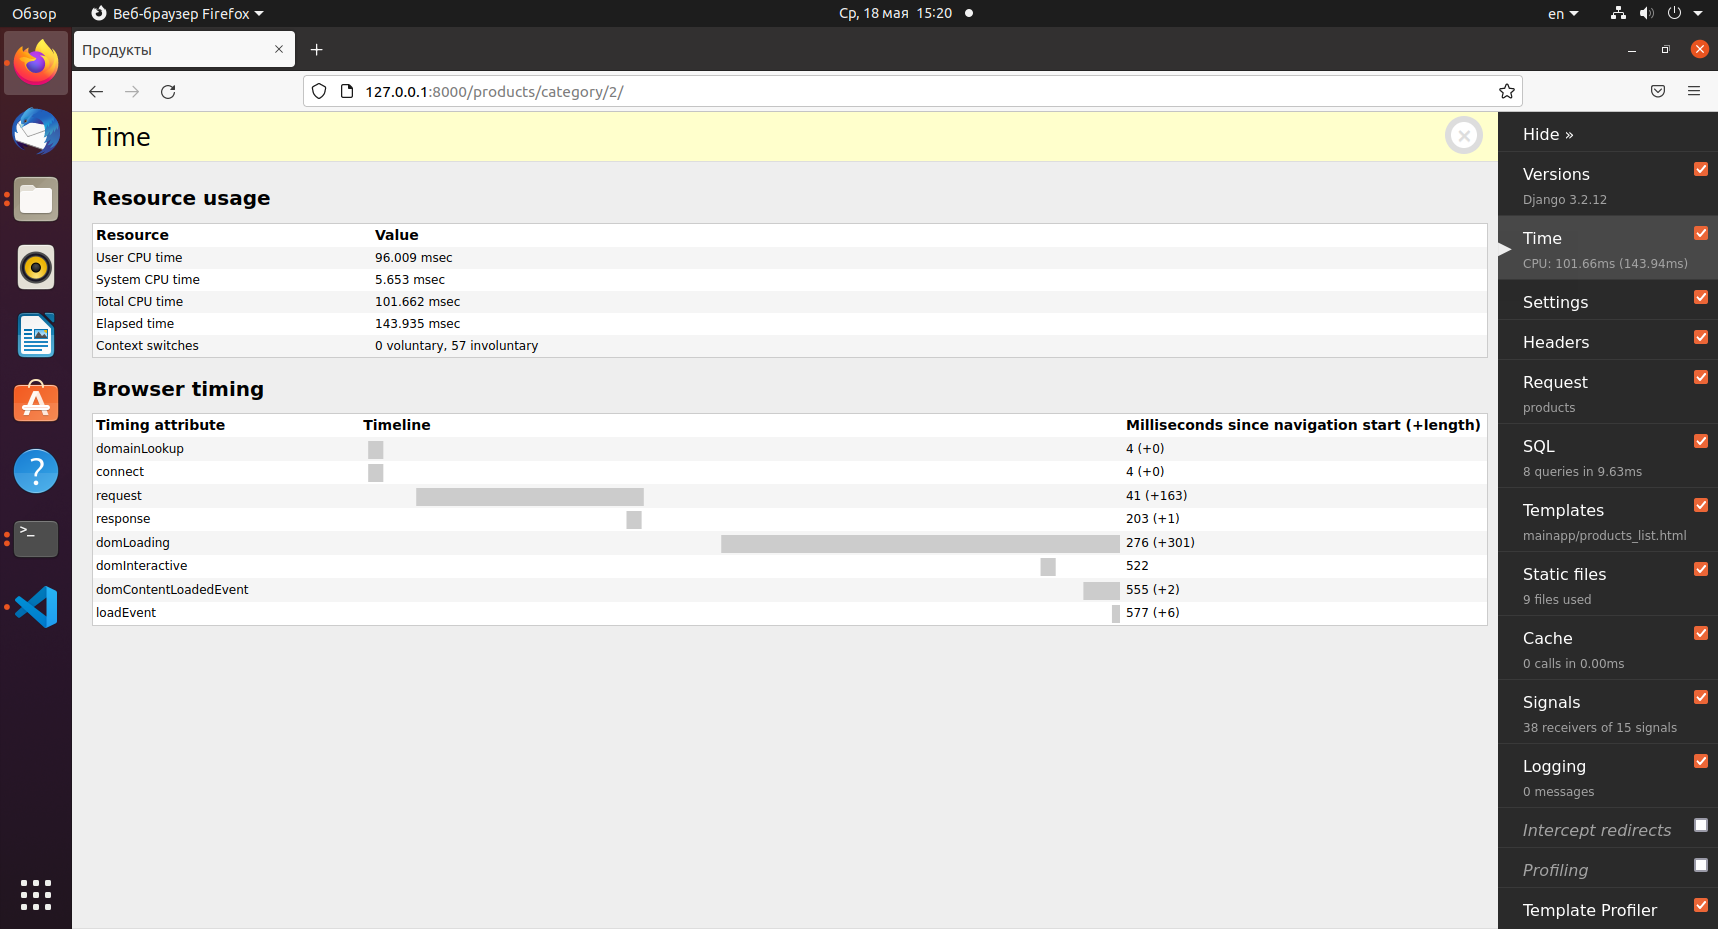 Обзор
Веб-браузер Firefox
Ср, 18 мая 15:20
en
Продукты
127.0.0.1:8000/products/category/2/
Time
Resource usage
Resource Value
User CPU time 96.009 msec
System CPU time 5.653 msec
Total CPU time 101.662 msec
Elapsed time 143.935 msec
Context switches 0 voluntary, 57 involuntary
Browser timing
Timing attribute Timeline Milliseconds since navigation start (+length)
domainLookup 4 (+0)
connect 4 (+0)
request 41 (+163)
response 203 (+1)
domLoading 276 (+301)
domInteractive 522
domContentLoadedEvent 555 (+2)
loadEvent 577 (+6)
Hide »
Versions
Django 3.2.12
Time
CPU: 101.66ms (143.94ms)
Settings
Headers
Request
products
SQL
8 queries in 9.63ms
Templates
mainapp/products_list.html
Static files
9 files used
Cache
0 calls in 0.00ms
Signals
38 receivers of 15 signals
Logging
0 messages
Intercept redirects
Profiling
Template Profiler